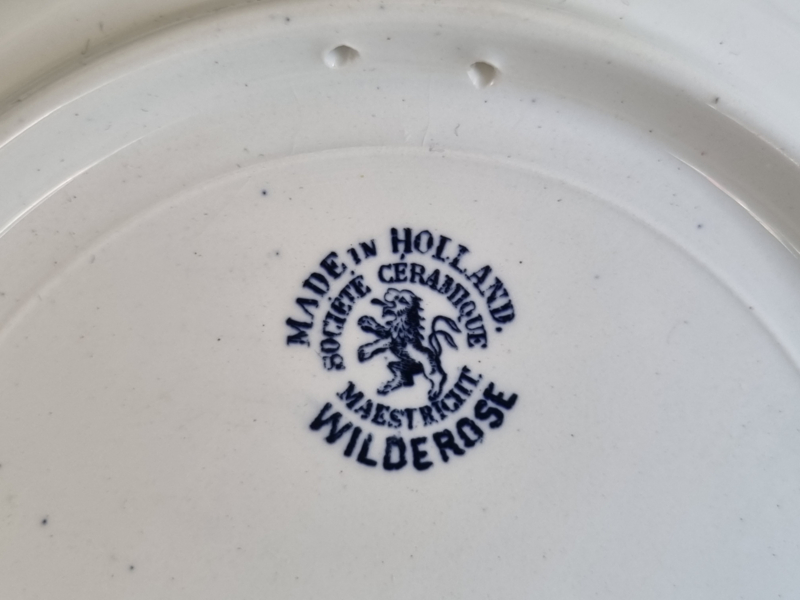 MADE IN HOLLAND.
SOCIÉTÉ CÉRAMIQUE
MAESTRICHT
WILDEROSE